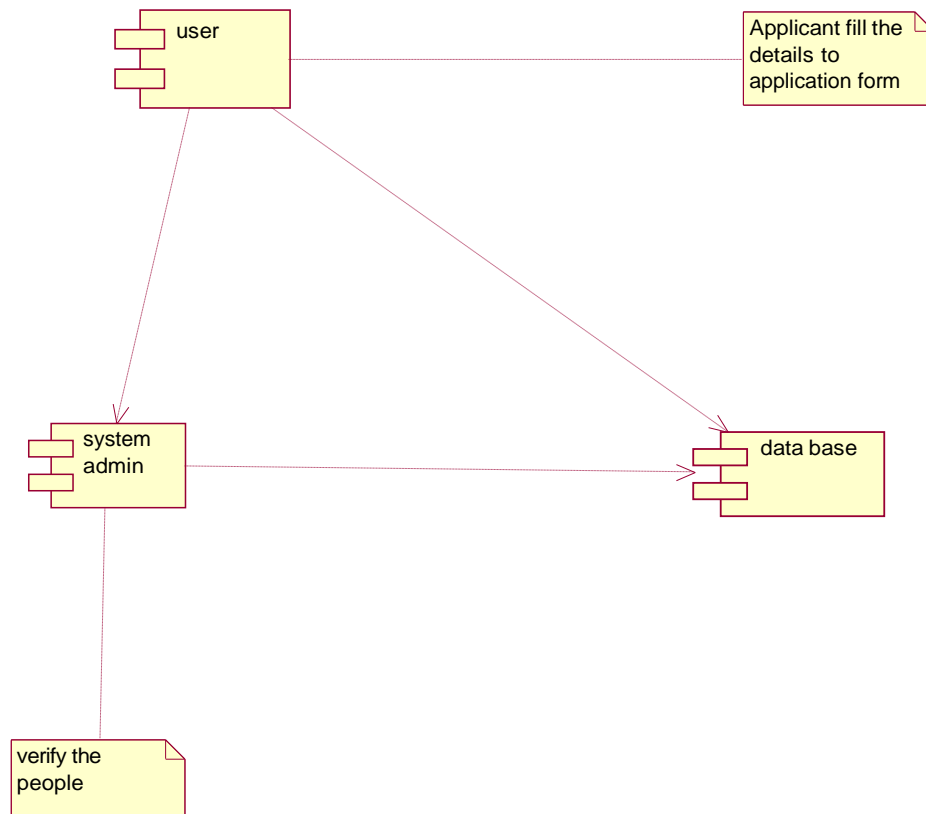 user
Applicant fill the
details to
application form
system
admin
data base
verify the
people